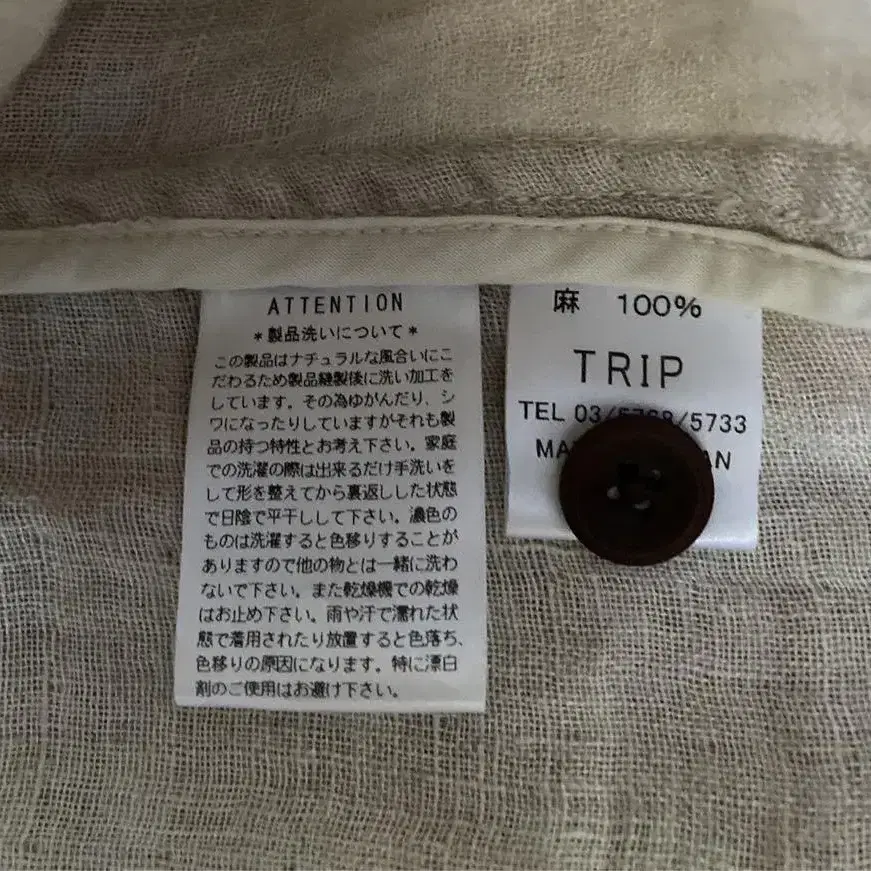 ATTENTION
*製品洗いについて*
この製品はナチュラルな風合いにこ
だわるため製品縫製後に洗い加工を
しています。その為ゆがんだり、シ
ワになったりしていますがそれも製
品の持つ特性とお考え下さい。家庭
での洗濯の際は出来るだけ手洗いを
して形を整えてから裏返しした状態
で日陰で平干しして下さい。濃色の
ものは洗濯すると色移りすることが
ありますので他の物とは一緒に洗わ
ないで下さい。また乾燥機での乾燥
はお止め下さい。雨や汗で濡れた状
態で着用されたり放置すると色落ち、
色移りの原因になります。特に漂白
剤のご使用はお避け下さい。
麻 100%
TRIP
TEL 03/ /5733